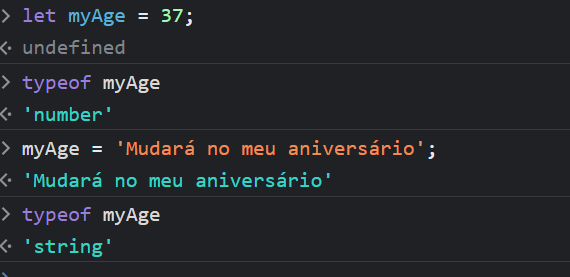 > let myAge = 37;
< undefined
> typeof myAge
< 'number'
> myAge = 'Mudará no meu aniversário';
< 'Mudará no meu aniversário'
> typeof myAge
< 'string'